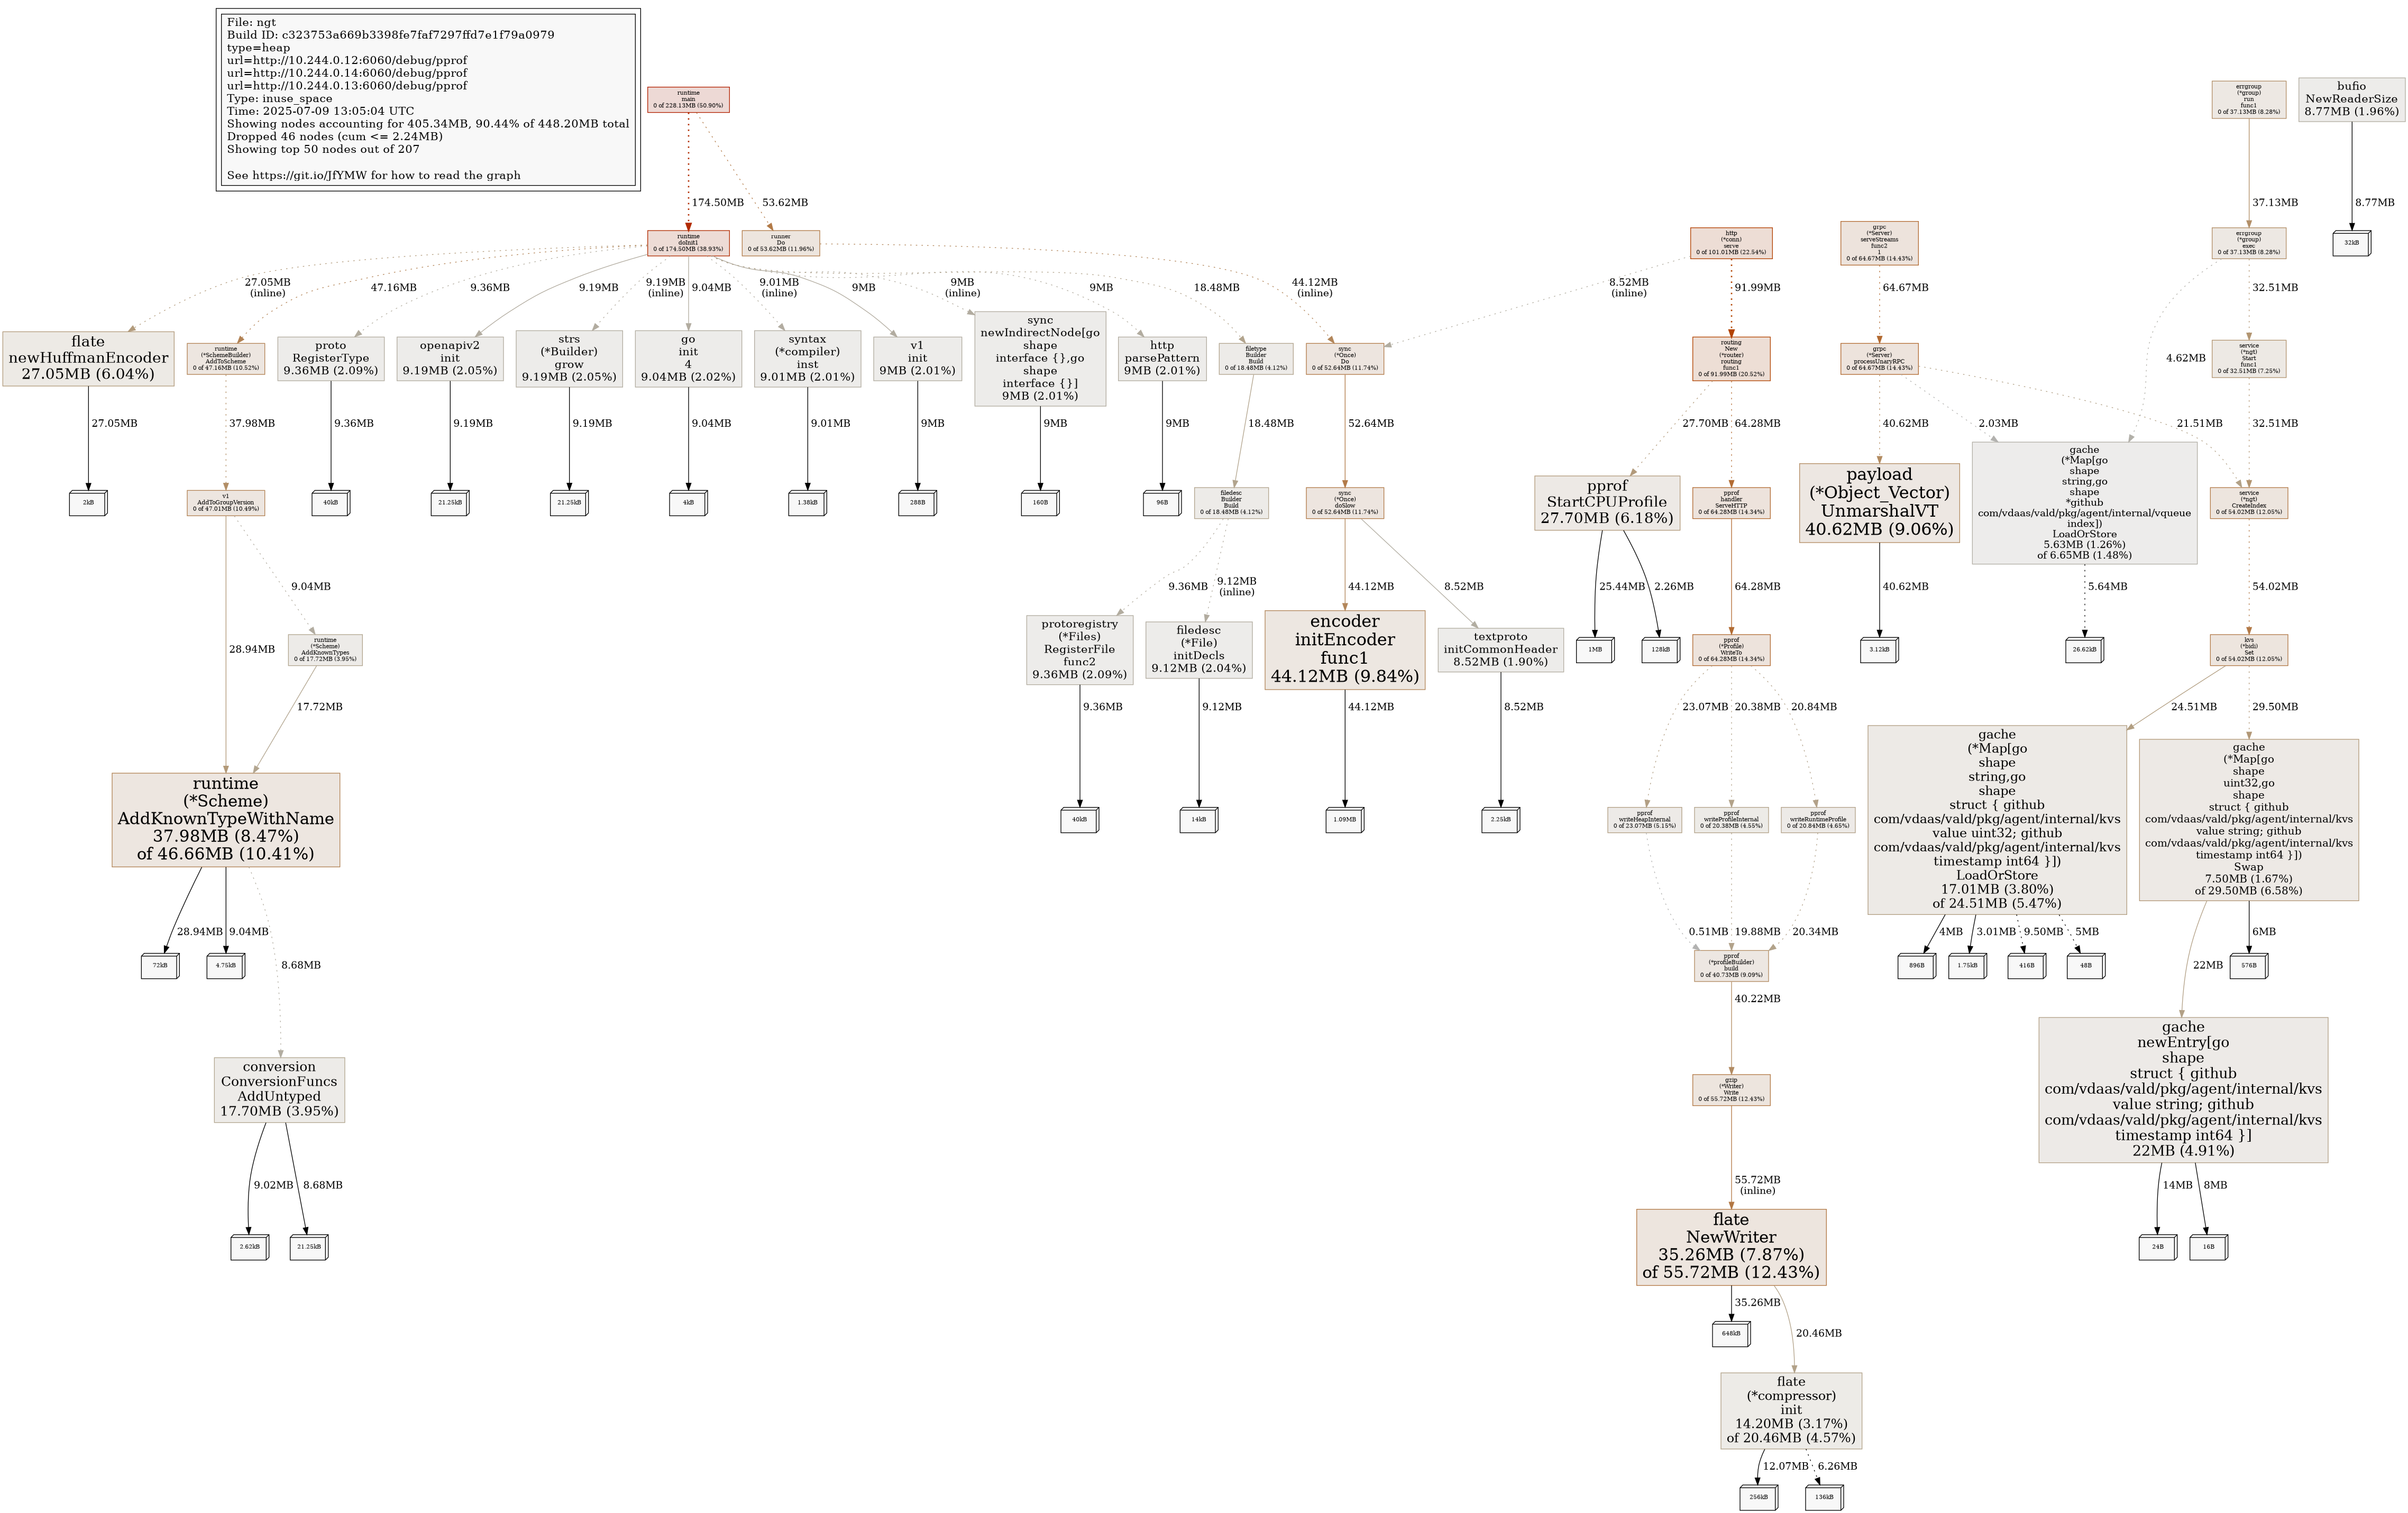 File: ngt
Build ID: c323753a669b3398fe7faf7297ffd7e1f79a0979
type=heap
url=http://10.244.0.12:6060/debug/pprof
url=http://10.244.0.14:6060/debug/pprof
url=http://10.244.0.13:6060/debug/pprof
Type: inuse_space
Time: 2025-07-09 13:05:04 UTC
Showing nodes accounting for 405.34MB, 90.44% of 448.20MB total
Dropped 46 nodes (cum <= 2.24MB)
Showing top 50 nodes out of 207
See https://git.io/JfYMW for how to read the graph
runtime
main
0 of 228.13MB (50.90%)
errgroup
(*group)
run
func1
0 of 37.13MB (8.28%)
bufio
NewReaderSize
8.77MB (1.96%)
174.50MB
53.62MB
37.13MB
8.77MB
runtime
doInit1
0 of 174.50MB (38.93%)
runner
Do
0 of 53.62MB (11.96%)
http
(*conn)
serve
0 of 101.01MB (22.54%)
grpc
(*Server)
serveStreams
func2
1
0 of 64.67MB (14.43%)
errgroup
(*group)
exec
0 of 37.13MB (8.28%)
32kB
27.05MB
(inline)
47.16MB
9.36MB
9.19MB
9.19MB
(inline)
9.04MB
9.01MB
(inline)
9MB
9MB
(inline)
9MB
18.48MB
44.12MB
(inline)
8.52MB
(inline)
91.99MB
64.67MB
4.62MB
32.51MB
flate
newHuffmanEncoder
27.05MB (6.04%)
runtime
(*SchemeBuilder)
AddToScheme
0 of 47.16MB (10.52%)
proto
RegisterType
9.36MB (2.09%)
openapiv2
init
9.19MB (2.05%)
strs
(*Builder)
grow
9.19MB (2.05%)
go
init
4
9.04MB (2.02%)
syntax
(*compiler)
inst
9.01MB (2.01%)
v1
init
9MB (2.01%)
sync
newIndirectNode[go
shape
interface {},go
shape
interface {}]
9MB (2.01%)
http
parsePattern
9MB (2.01%)
filetype
Builder
Build
0 of 18.48MB (4.12%)
sync
(*Once)
Do
0 of 52.64MB (11.74%)
routing
New
(*router)
routing
func1
0 of 91.99MB (20.52%)
grpc
(*Server)
processUnaryRPC
0 of 64.67MB (14.43%)
service
(*ngt)
Start
func1
0 of 32.51MB (7.25%)
27.05MB
37.98MB
9.36MB
9.19MB
9.19MB
9.04MB
9.01MB
9MB
9MB
9MB
18.48MB
52.64MB
27.70MB
64.28MB
40.62MB
2.03MB
21.51MB
32.51MB
2kB
v1
AddToGroupVersion
0 of 47.01MB (10.49%)
40kB
21.25kB
21.25kB
4kB
1.38kB
288B
160B
96B
filedesc
Builder
Build
0 of 18.48MB (4.12%)
sync
(*Once)
doSlow
0 of 52.64MB (11.74%)
pprof
StartCPUProfile
27.70MB (6.18%)
pprof
handler
ServeHTTP
0 of 64.28MB (14.34%)
payload
(*Object_Vector)
UnmarshalVT
40.62MB (9.06%)
gache
(*Map[go
shape
string,go
shape
*github
com/vdaas/vald/pkg/agent/internal/vqueue
index])
LoadOrStore
5.63MB (1.26%)
of 6.65MB (1.48%)
service
(*ngt)
CreateIndex
0 of 54.02MB (12.05%)
28.94MB
9.04MB
9.36MB
9.12MB
(inline)
44.12MB
8.52MB
25.44MB
2.26MB
64.28MB
40.62MB
5.64MB
54.02MB
runtime
(*Scheme)
AddKnownTypes
0 of 17.72MB (3.95%)
protoregistry
(*Files)
RegisterFile
func2
9.36MB (2.09%)
filedesc
(*File)
initDecls
9.12MB (2.04%)
encoder
initEncoder
func1
44.12MB (9.84%)
textproto
initCommonHeader
8.52MB (1.90%)
1MB
128kB
pprof
(*Profile)
WriteTo
0 of 64.28MB (14.34%)
3.12kB
26.62kB
kvs
(*bidi)
Set
0 of 54.02MB (12.05%)
17.72MB
9.36MB
9.12MB
44.12MB
8.52MB
23.07MB
20.38MB
20.84MB
24.51MB
29.50MB
runtime
(*Scheme)
AddKnownTypeWithName
37.98MB (8.47%)
of 46.66MB (10.41%)
40kB
14kB
1.09MB
2.25kB
pprof
writeHeapInternal
0 of 23.07MB (5.15%)
pprof
writeProfileInternal
0 of 20.38MB (4.55%)
pprof
writeRuntimeProfile
0 of 20.84MB (4.65%)
gache
(*Map[go
shape
string,go
shape
struct { github
com/vdaas/vald/pkg/agent/internal/kvs
value uint32; github
com/vdaas/vald/pkg/agent/internal/kvs
timestamp int64 }])
LoadOrStore
17.01MB (3.80%)
of 24.51MB (5.47%)
gache
(*Map[go
shape
uint32,go
shape
struct { github
com/vdaas/vald/pkg/agent/internal/kvs
value string; github
com/vdaas/vald/pkg/agent/internal/kvs
timestamp int64 }])
Swap
7.50MB (1.67%)
of 29.50MB (6.58%)
28.94MB
9.04MB
8.68MB
0.51MB
19.88MB
20.34MB
4MB
3.01MB
9.50MB
5MB
22MB
6MB
72kB
4.75kB
pprof
(*profileBuilder)
build
0 of 40.73MB (9.09%)
896B
1.75kB
416B
48B
576B
40.22MB
conversion
ConversionFuncs
AddUntyped
17.70MB (3.95%)
gzip
(*Writer)
Write
0 of 55.72MB (12.43%)
gache
newEntry[go
shape
struct { github
com/vdaas/vald/pkg/agent/internal/kvs
value string; github
com/vdaas/vald/pkg/agent/internal/kvs
timestamp int64 }]
22MB (4.91%)
9.02MB
8.68MB
55.72MB
(inline)
14MB
8MB
2.62kB
21.25kB
flate
NewWriter
35.26MB (7.87%)
of 55.72MB (12.43%)
24B
16B
35.26MB
20.46MB
648kB
flate
(*compressor)
init
14.20MB (3.17%)
of 20.46MB (4.57%)
12.07MB
6.26MB
256kB
136kB